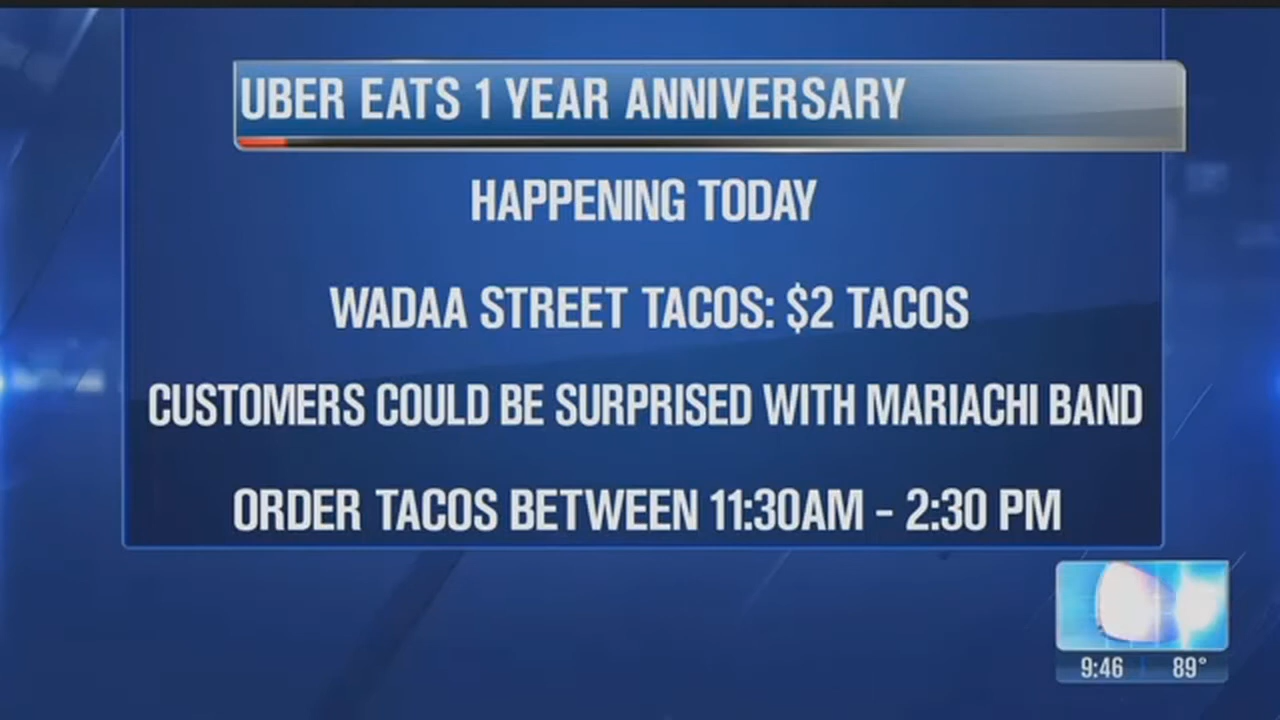 UBER EATS 1 YEAR ANNIVERSARY
HAPPENING TODAY
WADAA STREET TACOS: $2 TACOS
CUSTOMERS COULD BE SURPRISED WITH MARIACHI BAND
ORDER TACOS BETWEEN 11:30AM - 2:30 PM
9:46 89°